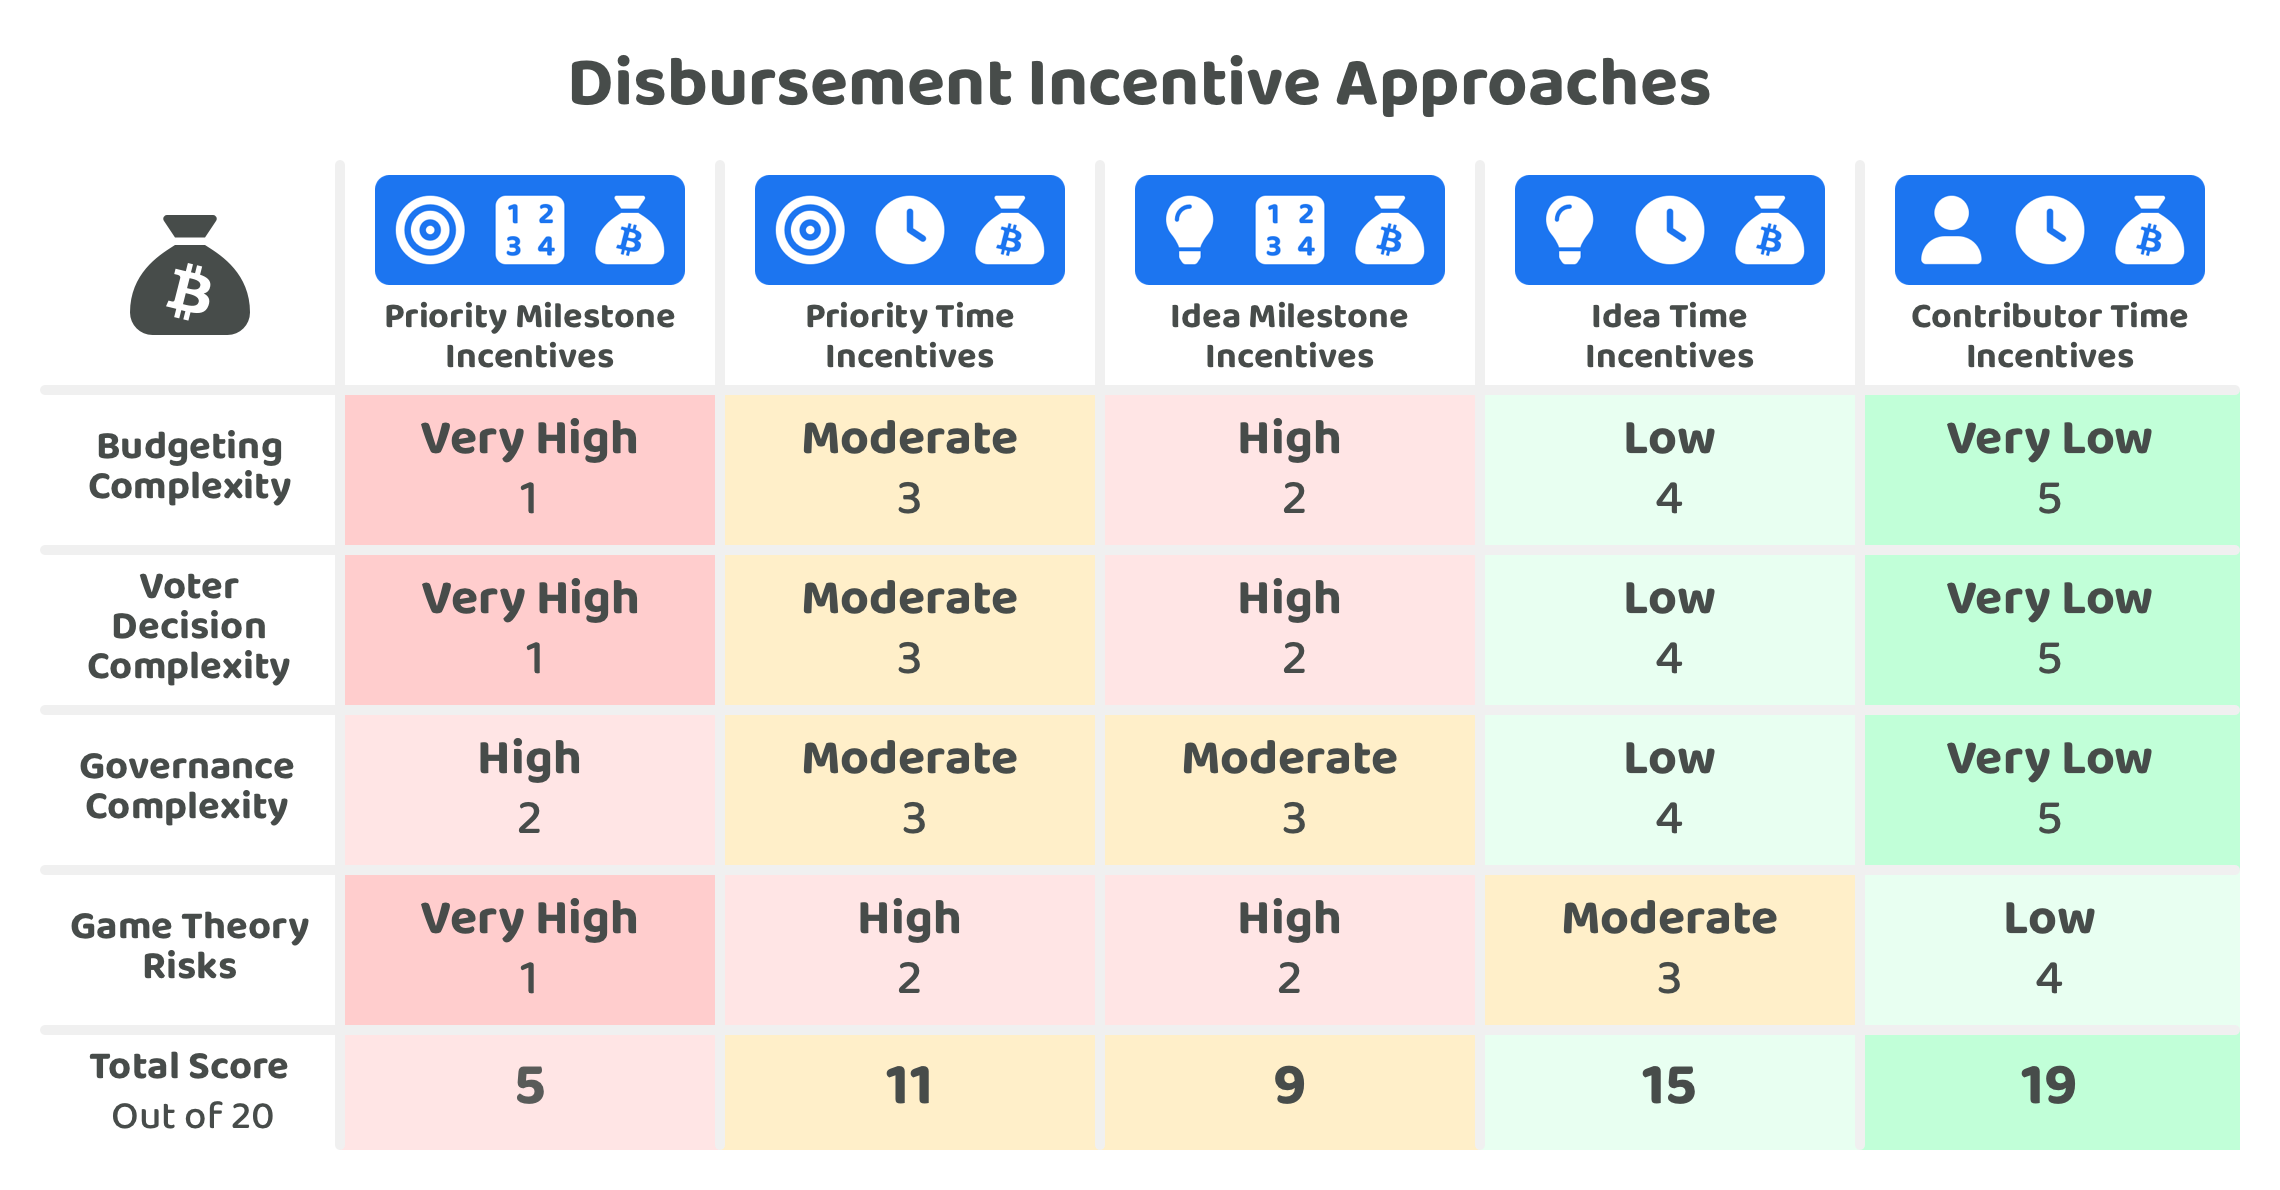 Disbursement Incentive Approaches
1 2
3 4
1 2
3 4
Priority Milestone
Incentives
Priority Time
Incentives
Idea Milestone
Incentives
Idea Time
Incentives
Contributor Time
Incentives
Budgeting
Complexity
Very High
1
Moderate
3
High
2
Low
4
Very Low
5
Voter
Decision
Complexity
Very High
1
Moderate
3
High
2
Low
4
Very Low
5
Governance
Complexity
High
2
Moderate
3
Moderate
3
Low
4
Very Low
5
Game Theory
Risks
Very High
1
High
2
High
2
Moderate
3
Low
4
Total Score
Out of 20
5
11
9
15
19